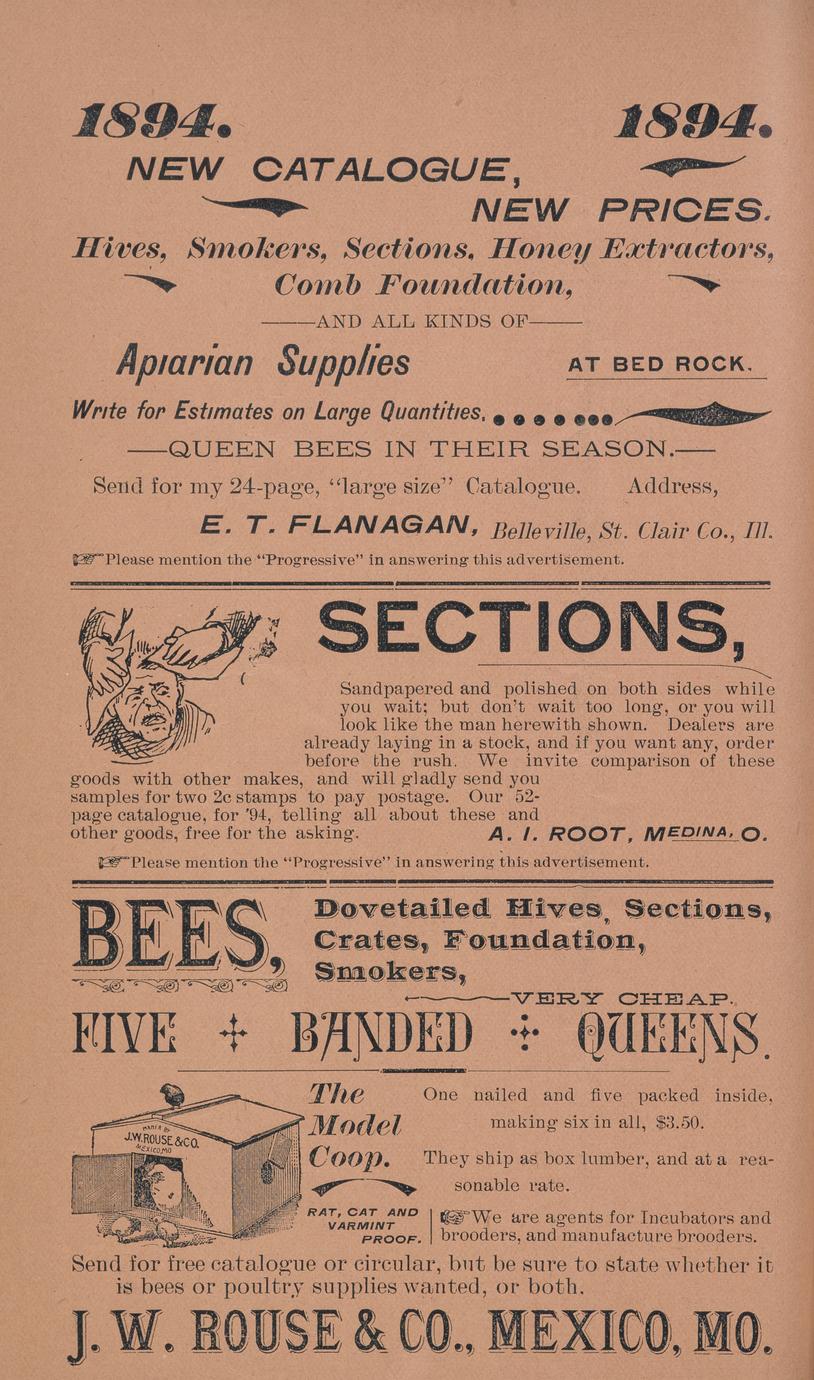 1894. 1894.
NEW CATALOGUE,
NEW PRICES.
Hives, Smokers, Sections, Honey Extractors,
Comb Foundation,
AND ALL KINDS OF
Apiarian Supplies AT BED ROCK.
Write for Estimates on Large Quantities.......
QUEEN BEES IN THEIR SEASON.
Send for my 24-page, “large size” Catalogue. Address,
E. T. FLANAGAN, Belleville, St. Clair Co., Ill.
☞Please mention the “Progressive” in answering this advertisement.
SECTIONS,
Sandpapered and polished on both sides while
you wait; but don’t wait too long, or you will
look like the man herewith shown. Dealers are
already laying in a stock, and if you want any, order
before the rush. We invite comparison of these
goods with other makes, and will gladly send you
samples for two 2c stamps to pay postage. Our 52-
page catalogue, for ’94, telling all about these and
other goods, free for the asking. A. I. ROOT, MEDINA, O.
☞Please mention the “Progressive” in answering this advertisement.
BEES,
Dovetailed Hives, Sections,
Crates, Foundation,
Smokers,
VERY CHEAP.
FIVE BANDED QUEENS.
MADE BY
J.W. ROUSE & CO.
MEXICO, MO
The
Model
Coop.
RAT, CAT AND
VARMINT
PROOF.
One nailed and five packed inside,
making six in all, $3.50.
They ship as box lumber, and at a rea-
sonable rate.
☞We are agents for Incubators and
brooders, and manufacture brooders.
Send for free catalogue or circular, but be sure to state whether it
is bees or poultry supplies wanted, or both.
J. W. ROUSE & CO., MEXICO, MO.